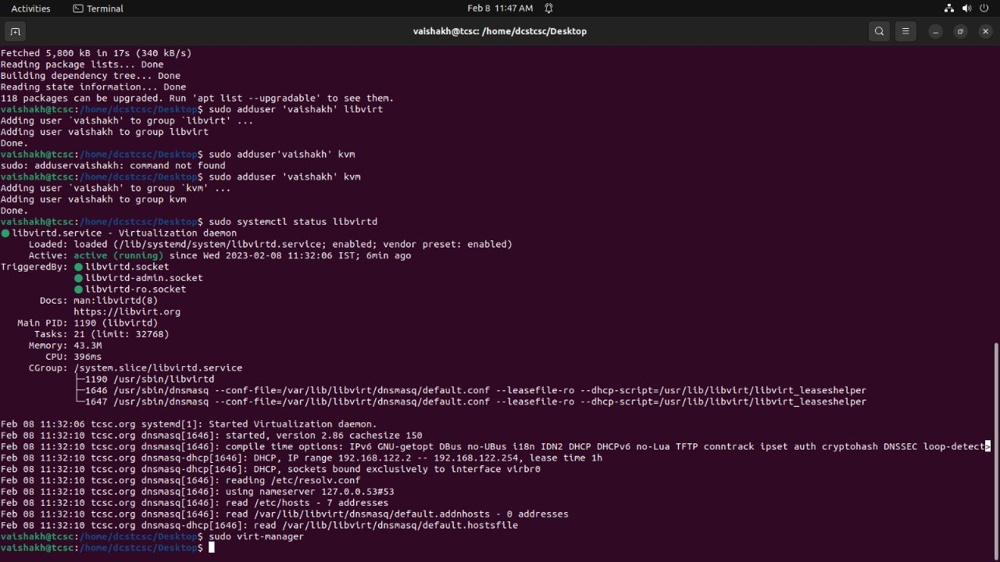 Activities Terminal Feb 8 11:47 AM
vaishakh@tcsc: /home/dcstcsc/Desktop
Fetched 5,800 kB in 17s (340 kB/s)
Reading package lists... Done
Building dependency tree... Done
Reading state information... Done
118 packages can be upgraded. Run 'apt list --upgradable' to see them.
vaishakh@tcsc:/home/dcstcsc/Desktop$ sudo adduser 'vaishakh' libvirt
Adding user `vaishakh' to group `libvirt' ...
Adding user vaishakh to group libvirt
Done.
vaishakh@tcsc:/home/dcstcsc/Desktop$ sudo adduser'vaishakh' kvm
sudo: adduservaishakh: command not found
vaishakh@tcsc:/home/dcstcsc/Desktop$ sudo adduser 'vaishakh' kvm
Adding user `vaishakh' to group `kvm' ...
Adding user vaishakh to group kvm
Done.
vaishakh@tcsc:/home/dcstcsc/Desktop$ sudo systemctl status libvirtd
● libvirtd.service - Virtualization daemon
     Loaded: loaded (/lib/systemd/system/libvirtd.service; enabled; vendor preset: enabled)
     Active: active (running) since Wed 2023-02-08 11:32:06 IST; 6min ago
TriggeredBy: ● libvirtd.socket
             ● libvirtd-admin.socket
             ● libvirtd-ro.socket
       Docs: man:libvirtd(8)
             https://libvirt.org
   Main PID: 1190 (libvirtd)
      Tasks: 21 (limit: 32768)
     Memory: 43.3M
        CPU: 396ms
     CGroup: /system.slice/libvirtd.service
             ├─1190 /usr/sbin/libvirtd
             ├─1646 /usr/sbin/dnsmasq --conf-file=/var/lib/libvirt/dnsmasq/default.conf --leasefile-ro --dhcp-script=/usr/lib/libvirt/libvirt_leaseshelper
             └─1647 /usr/sbin/dnsmasq --conf-file=/var/lib/libvirt/dnsmasq/default.conf --leasefile-ro --dhcp-script=/usr/lib/libvirt/libvirt_leaseshelper
Feb 08 11:32:06 tcsc.org systemd[1]: Started Virtualization daemon.
Feb 08 11:32:10 tcsc.org dnsmasq[1646]: started, version 2.86 cachesize 150
Feb 08 11:32:10 tcsc.org dnsmasq[1646]: compile time options: IPv6 GNU-getopt DBus no-UBus i18n IDN2 DHCP DHCPv6 no-Lua TFTP conntrack ipset auth cryptohash DNSSEC loop-detect>
Feb 08 11:32:10 tcsc.org dnsmasq-dhcp[1646]: DHCP, IP range 192.168.122.2 -- 192.168.122.254, lease time 1h
Feb 08 11:32:10 tcsc.org dnsmasq-dhcp[1646]: DHCP, sockets bound exclusively to interface virbr0
Feb 08 11:32:10 tcsc.org dnsmasq[1646]: reading /etc/resolv.conf
Feb 08 11:32:10 tcsc.org dnsmasq[1646]: using nameserver 127.0.0.53#53
Feb 08 11:32:10 tcsc.org dnsmasq[1646]: read /etc/hosts - 7 addresses
Feb 08 11:32:10 tcsc.org dnsmasq[1646]: read /var/lib/libvirt/dnsmasq/default.addnhosts - 0 addresses
Feb 08 11:32:10 tcsc.org dnsmasq-dhcp[1646]: read /var/lib/libvirt/dnsmasq/default.hostsfile
vaishakh@tcsc:/home/dcstcsc/Desktop$ sudo virt-manager
vaishakh@tcsc:/home/dcstcsc/Desktop$